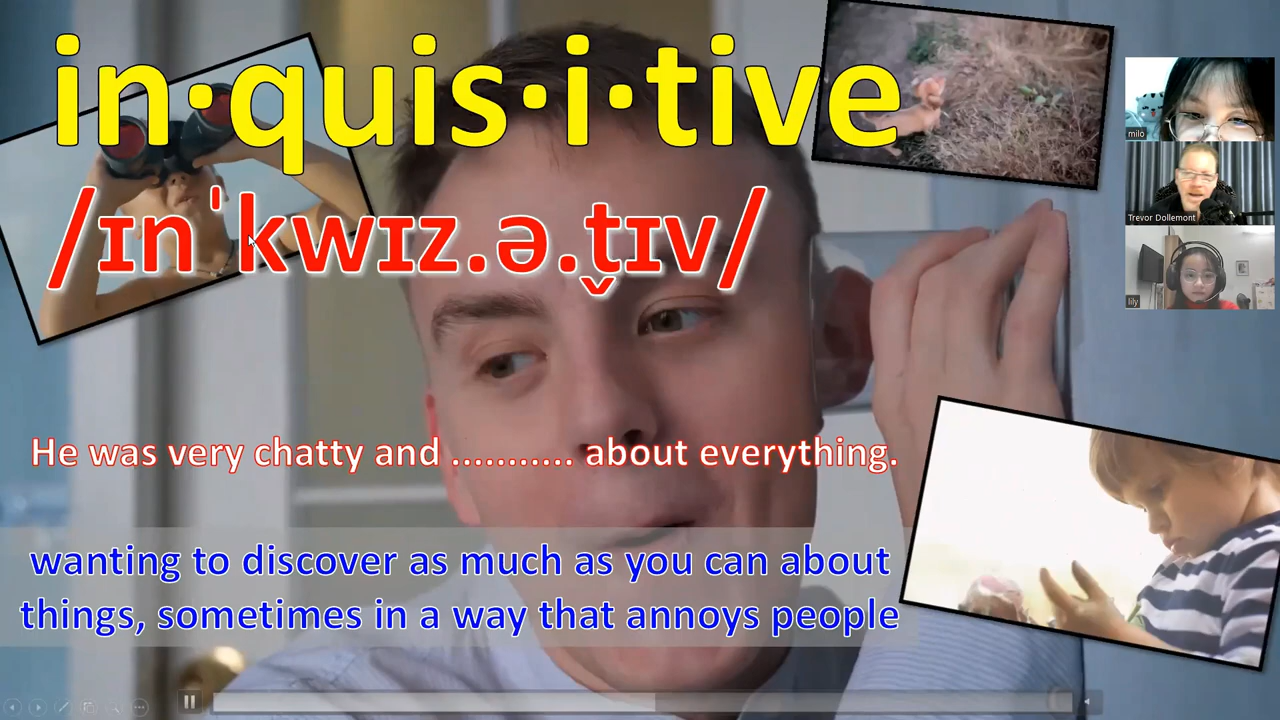 in·quis·i·tive
/ɪnˈkwɪz.ə.t̬ɪv/
He was very chatty and ........... about everything.
wanting to discover as much as you can about
things, sometimes in a way that annoys people
milo
Trevor Dollemont
lily